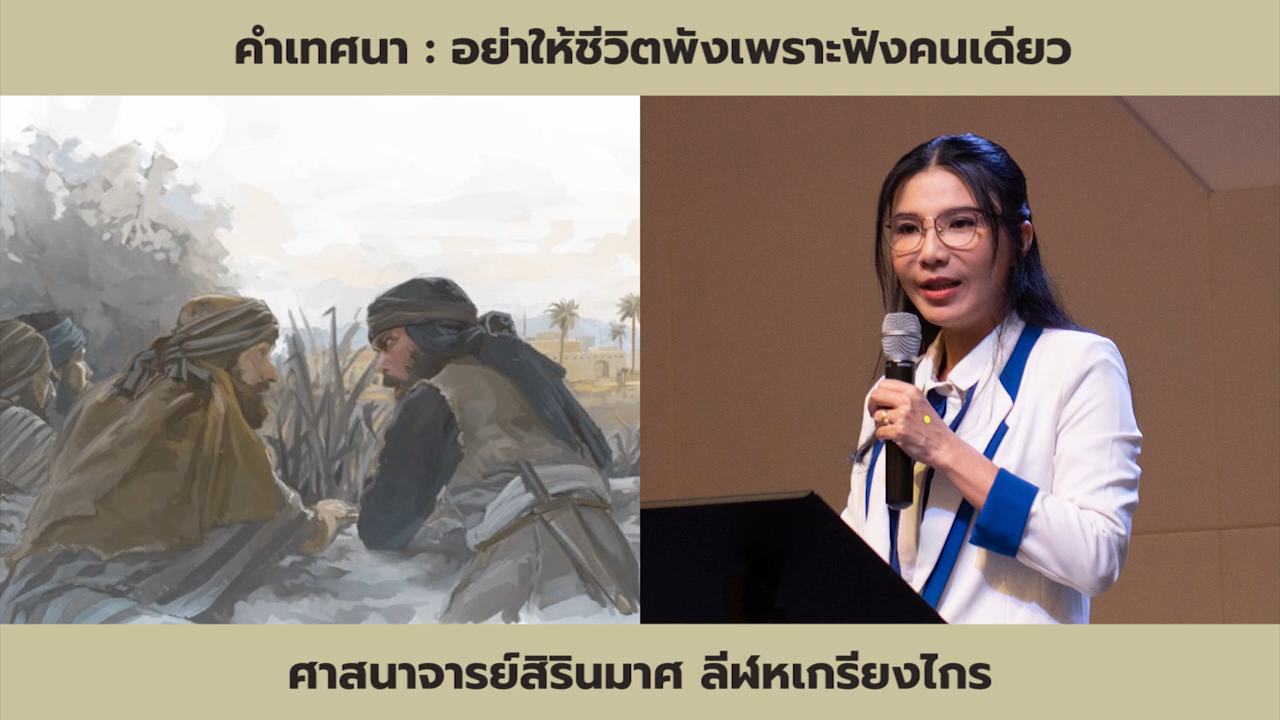 คำเทศนา : อย่าให้ชีวิตพังเพราะฟังคนเดียว
ศาสนาจารย์สิรินมาศ ลีฬหเกรียงไกร